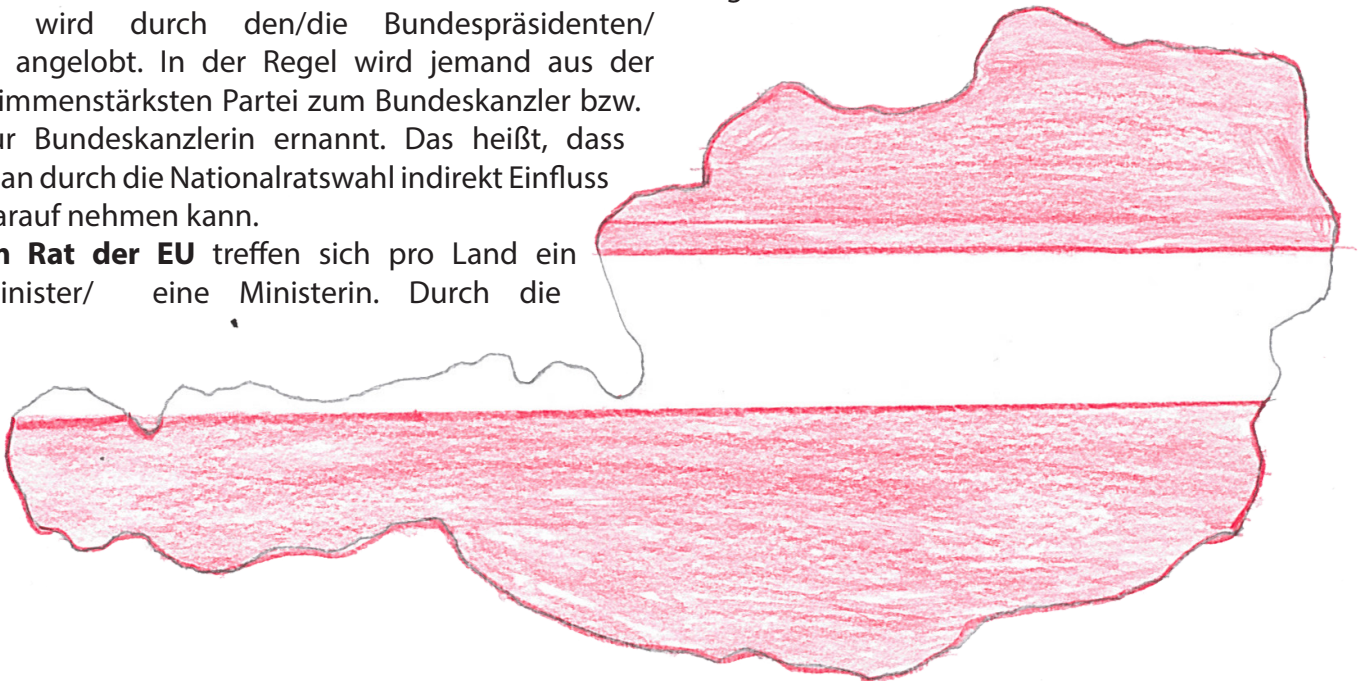 wird durch den/die Bundespräsidenten/
angelobt. In der Regel wird jemand aus der
immenstärksten Partei zum Bundeskanzler bzw.
ur Bundeskanzlerin ernannt. Das heißt, dass
an durch die Nationalratswahl indirekt Einfluss
arauf nehmen kann.
Rat der EU treffen sich pro Land ein
inister/ eine Ministerin. Durch die